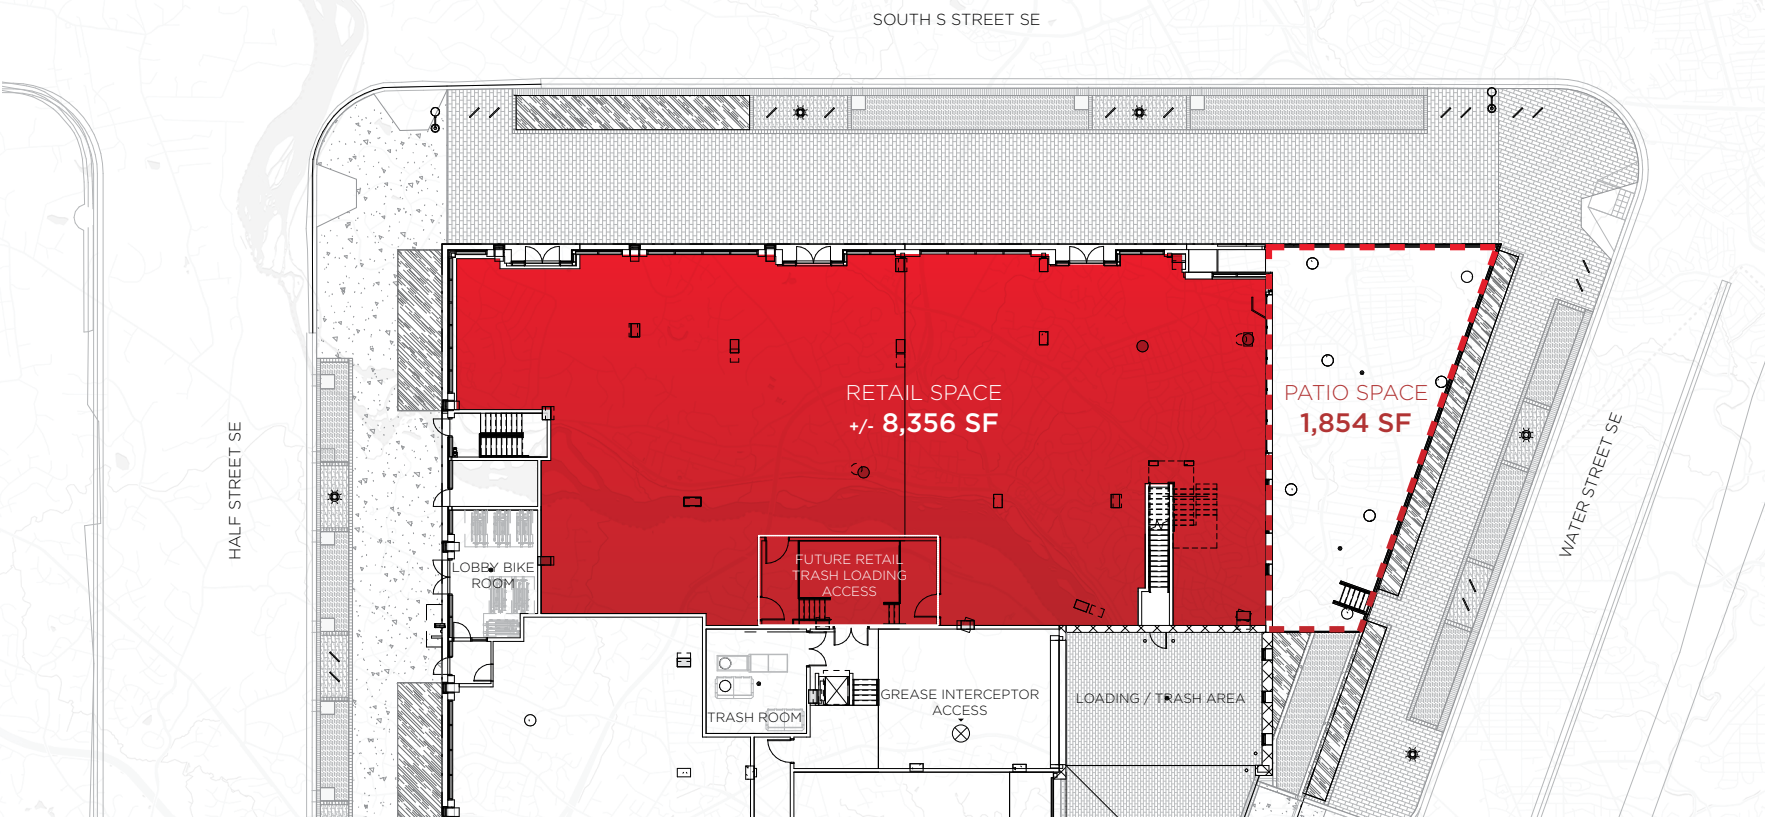 SOUTH S STREET SE
RETAIL SPACE
+/- 8,356 SF
PATIO SPACE
1,854 SF
HALF STREET SE
WATER STREET SE
LOBBY BIKE
ROOM
FUTURE RETAIL
TRASH LOADING
ACCESS
TRASH ROOM
GREASE INTERCEPTOR
ACCESS
LOADING / TRASH AREA